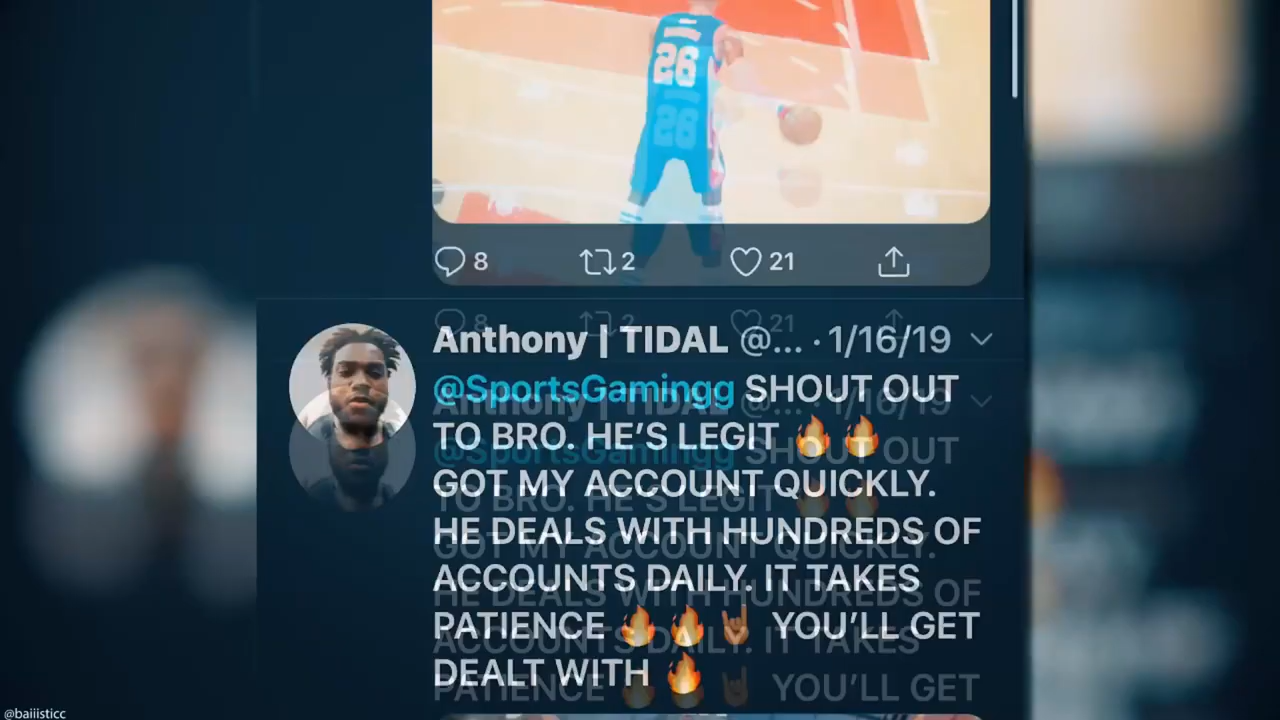 26
8 2 21
Anthony | TIDAL @... · 1/16/19
@SportsGamingg SHOUT OUT
TO BRO. HE'S LEGIT 🔥 🔥
GOT MY ACCOUNT QUICKLY.
HE DEALS WITH HUNDREDS OF
ACCOUNTS DAILY. IT TAKES
PATIENCE 🔥 🔥 🤘🏾 YOU'LL GET
DEALT WITH 🔥
@baiiisticc